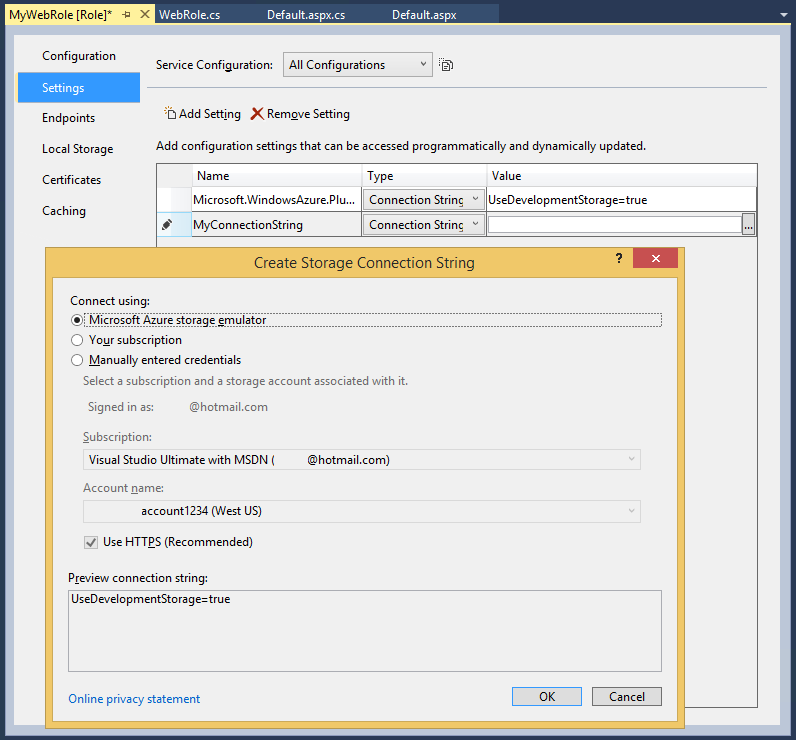 MyWebRole [Role]* WebRole.cs Default.aspx.cs Default.aspx
Configuration
Service Configuration: All Configurations
Settings
Endpoints
Add Setting Remove Setting
Local Storage
Add configuration settings that can be accessed programmatically and dynamically updated.
Certificates
Name Type Value
Caching
Microsoft.WindowsAzure.Plu... Connection String UseDevelopmentStorage=true
MyConnectionString Connection String ...
Create Storage Connection String ?
Connect using:
Microsoft Azure storage emulator
Your subscription
Manually entered credentials
Select a subscription and a storage account associated with it.
Signed in as: @hotmail.com
Subscription:
Visual Studio Ultimate with MSDN ( @hotmail.com)
Account name:
account1234 (West US)
Use HTTPS (Recommended)
Preview connection string:
UseDevelopmentStorage=true
Online privacy statement OK Cancel